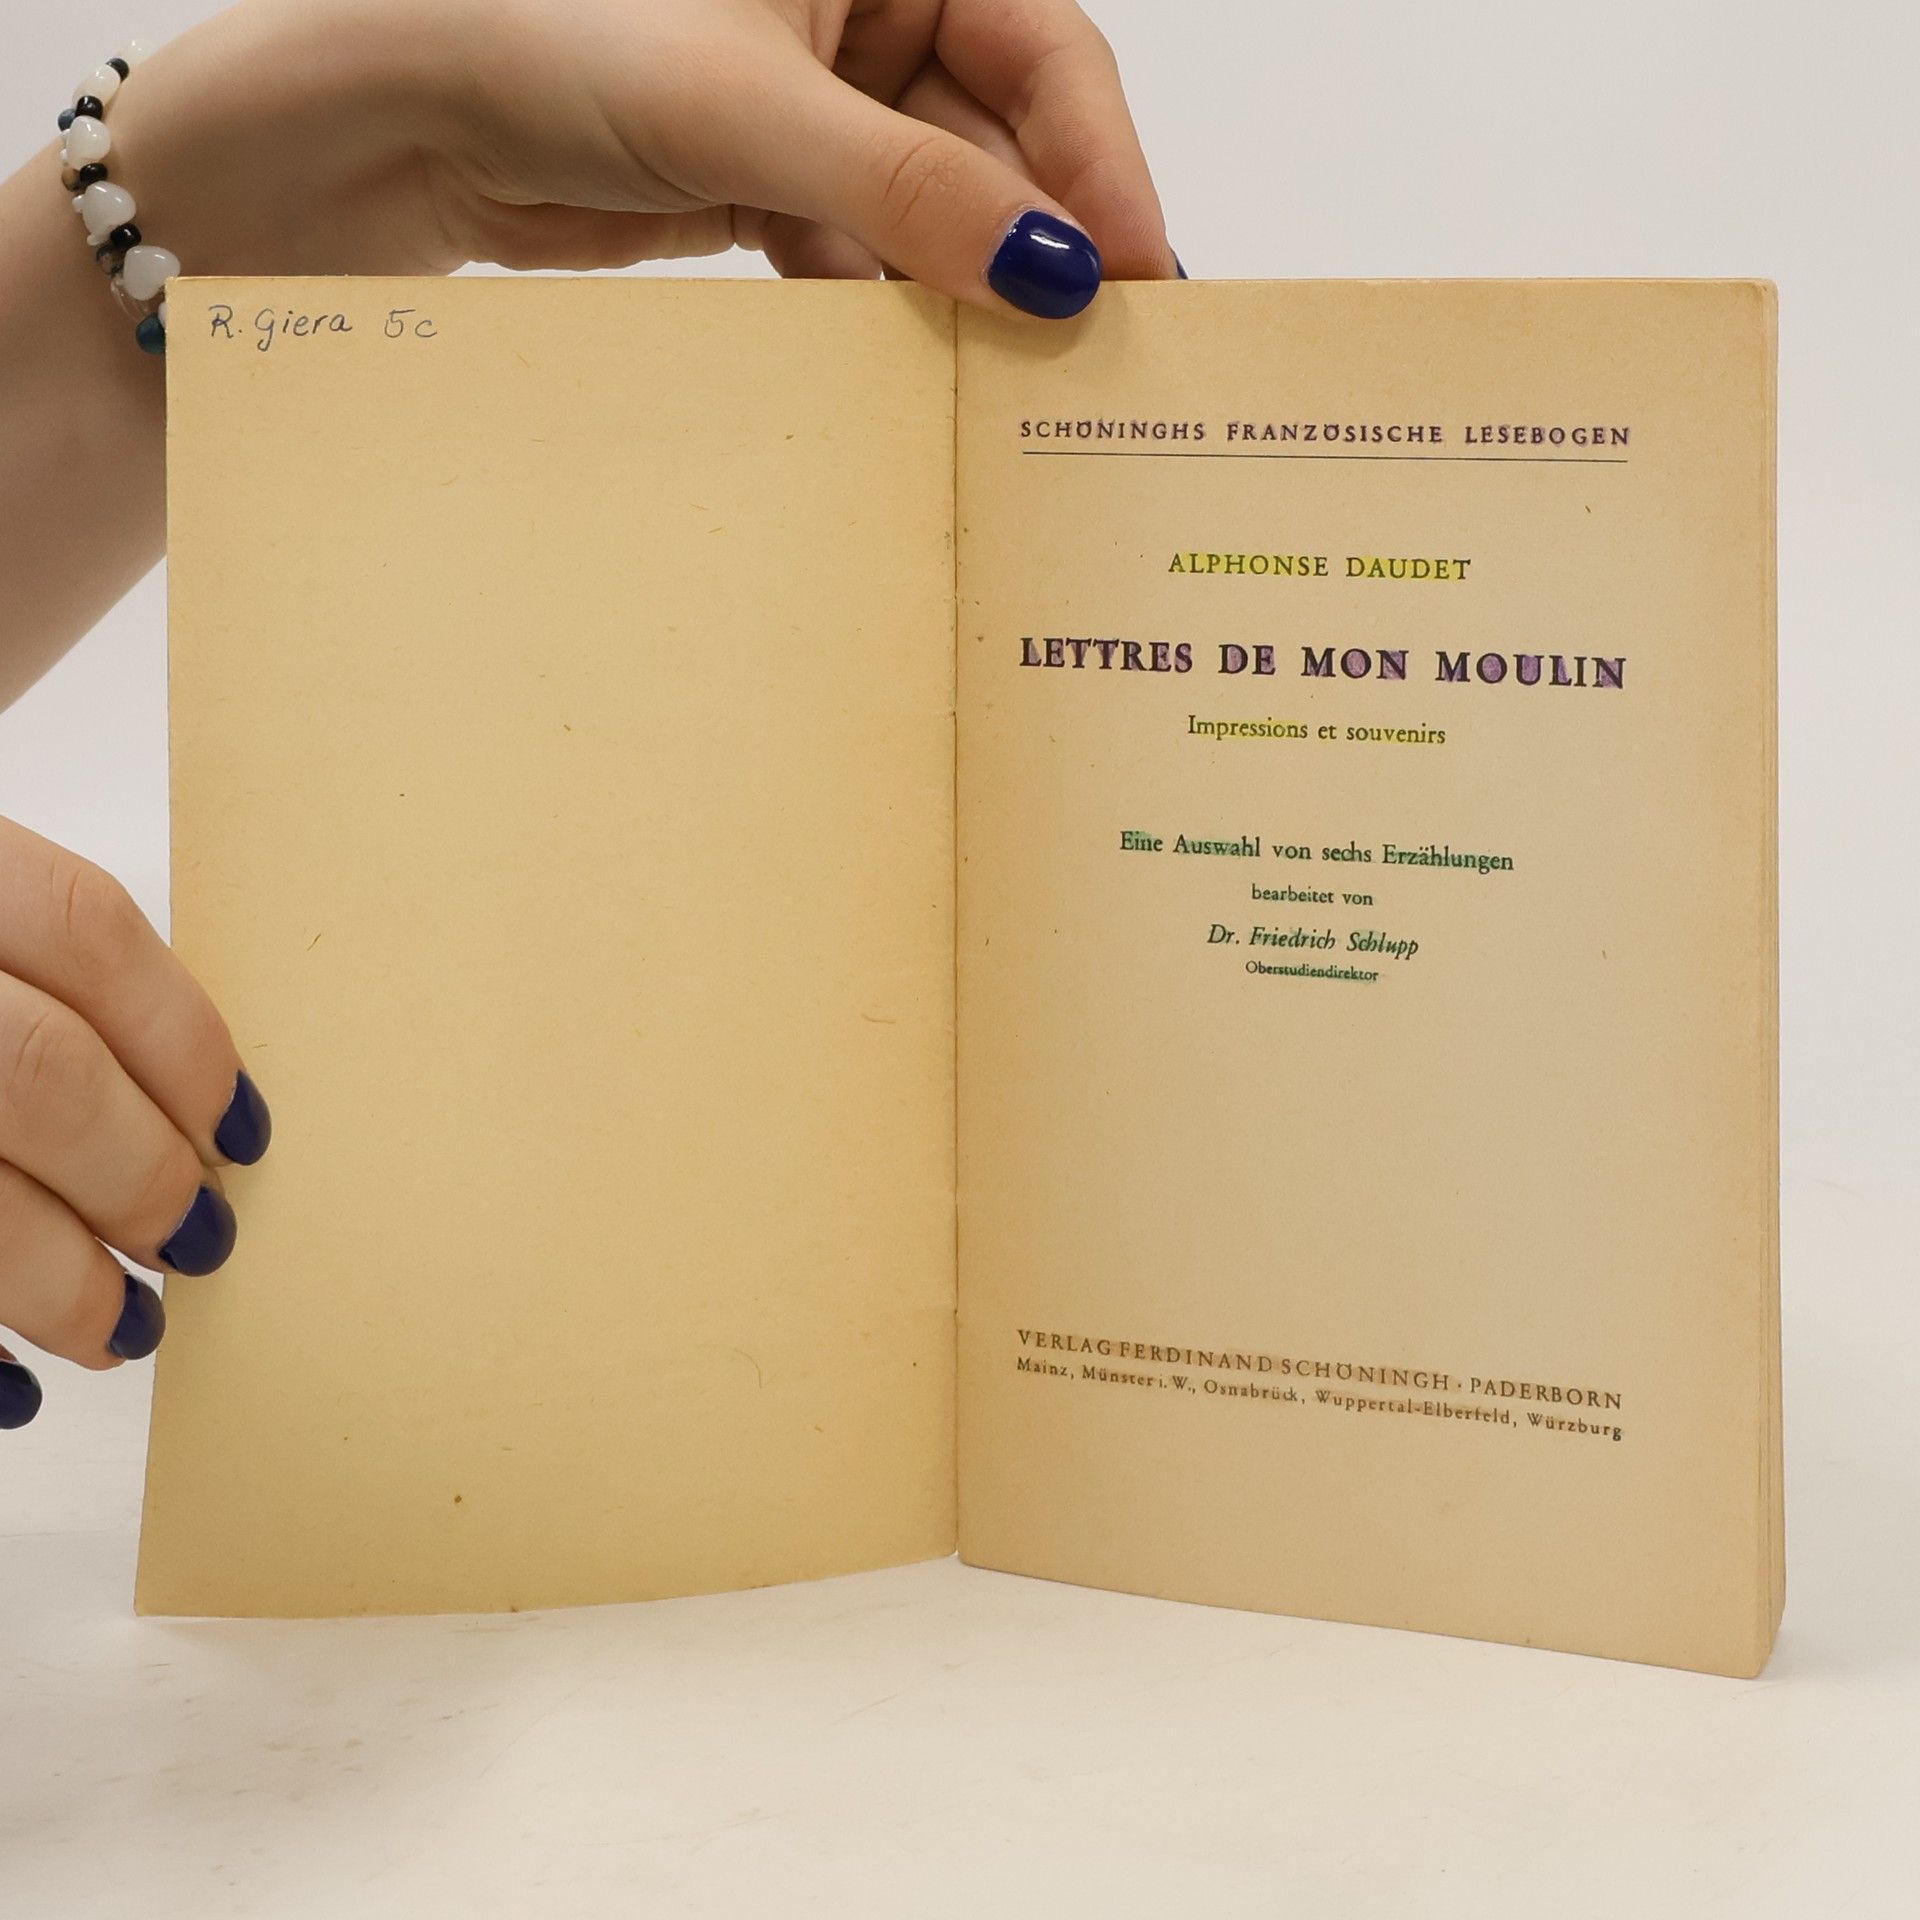 R. Giera 5c
SCHÖNINGHS FRANZÖSISCHE LESEBOGEN
ALPHONSE DAUDET
LETTRES DE MON MOULIN
Impressions et souvenirs
Eine Auswahl von sechs Erzählungen
bearbeitet von
Dr. Friedrich Schlupp
Oberstudiendirektor
VERLAG FERDINAND SCHÖNINGH · PADERBORN
Mainz, Münster i. W., Osnabrück, Wuppertal-Elberfeld, Würzburg